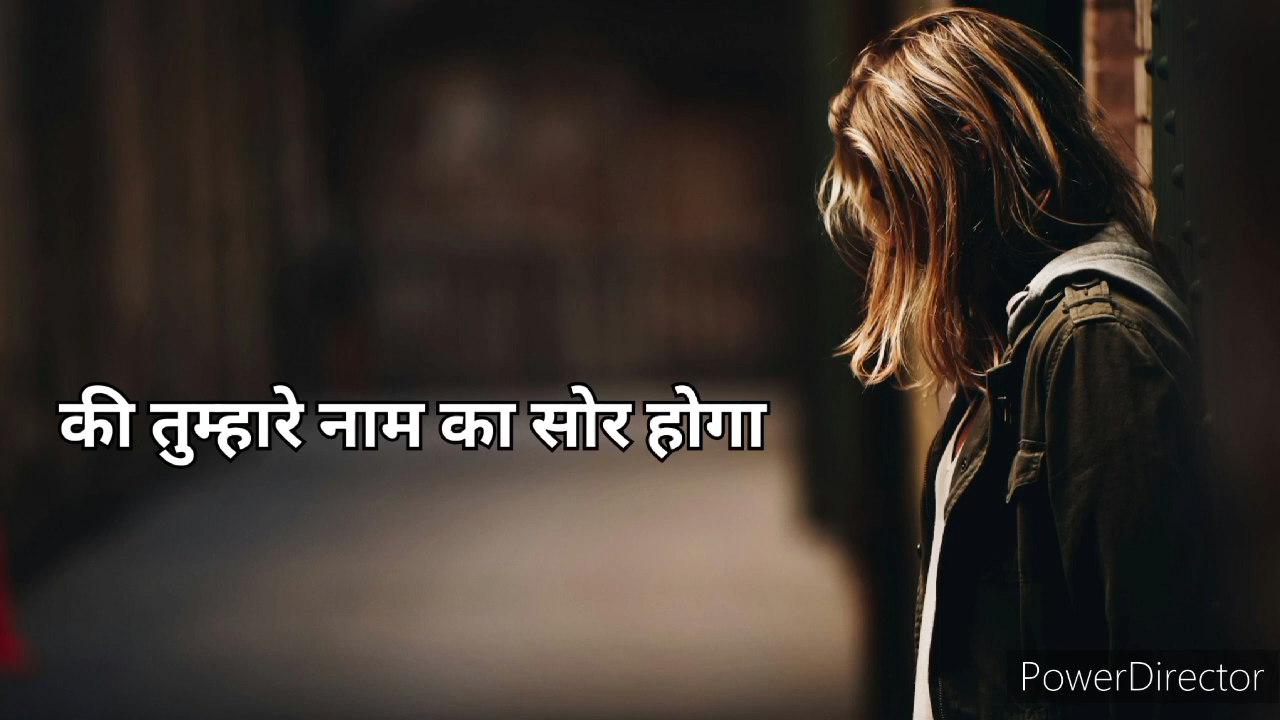 की तुम्हारे नाम का सोर होगा
PowerDirector